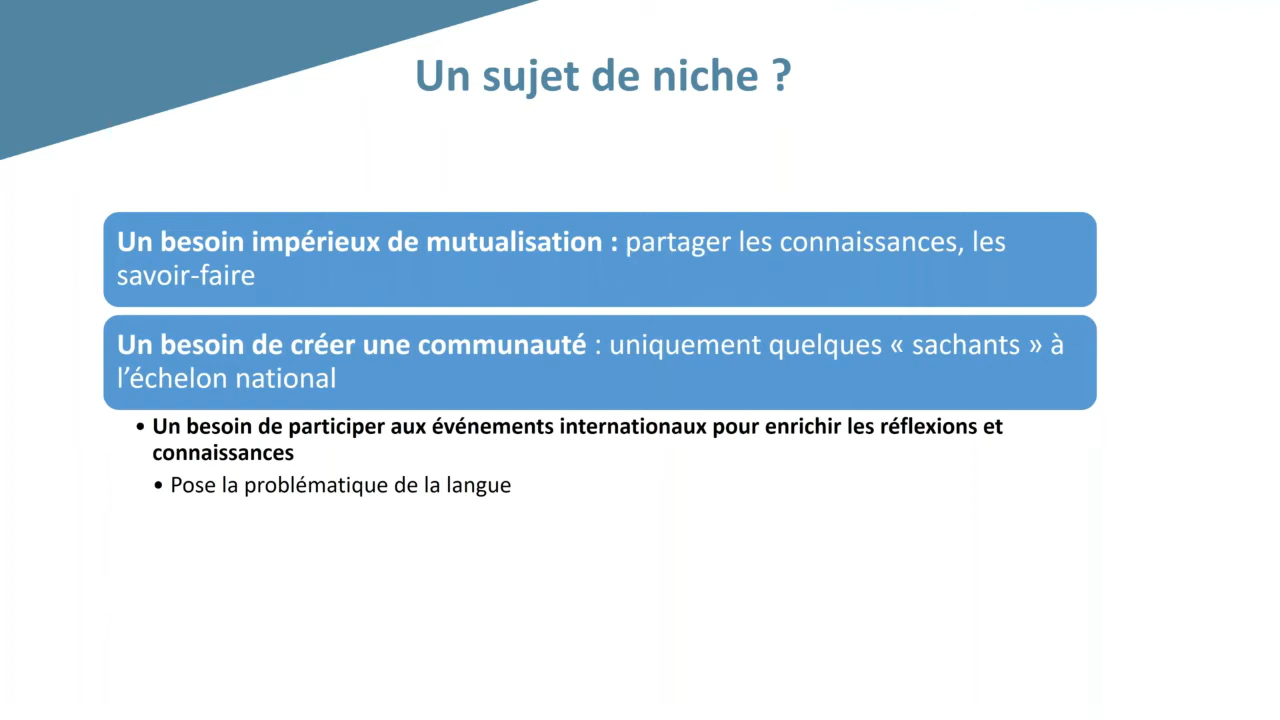 Un sujet de niche ?
Un besoin impérieux de mutualisation : partager les connaissances, les
savoir-faire
Un besoin de créer une communauté : uniquement quelques « sachants » à
l’échelon national
• Un besoin de participer aux événements internationaux pour enrichir les réflexions et
connaissances
• Pose la problématique de la langue